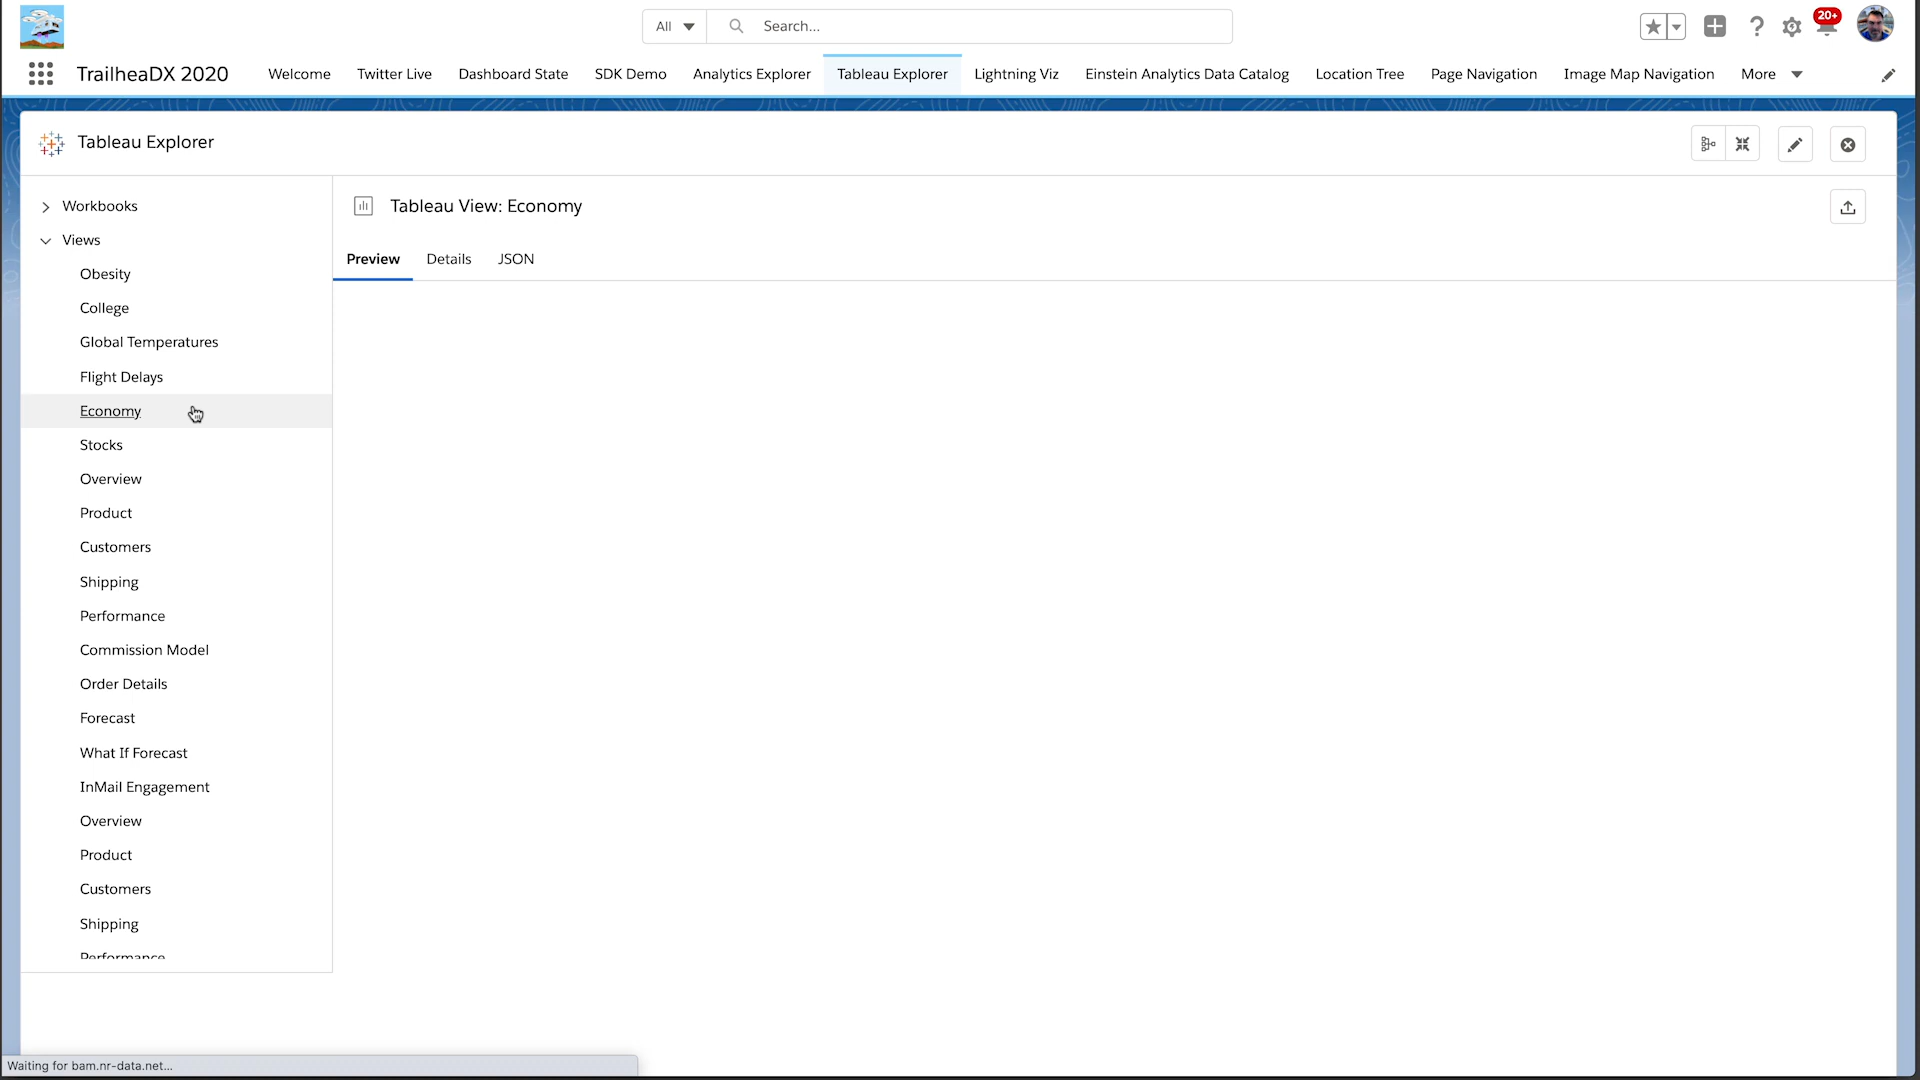 All
Search...
20+
TrailheaDX 2020
Welcome
Twitter Live
Dashboard State
SDK Demo
Analytics Explorer
Tableau Explorer
Lightning Viz
Einstein Analytics Data Catalog
Location Tree
Page Navigation
Image Map Navigation
More
Tableau Explorer
Workbooks
Views
Obesity
College
Global Temperatures
Flight Delays
Economy
Stocks
Overview
Product
Customers
Shipping
Performance
Commission Model
Order Details
Forecast
What If Forecast
InMail Engagement
Overview
Product
Customers
Shipping
Performance
Tableau View: Economy
Preview
Details
JSON
Waiting for bam.nr-data.net...